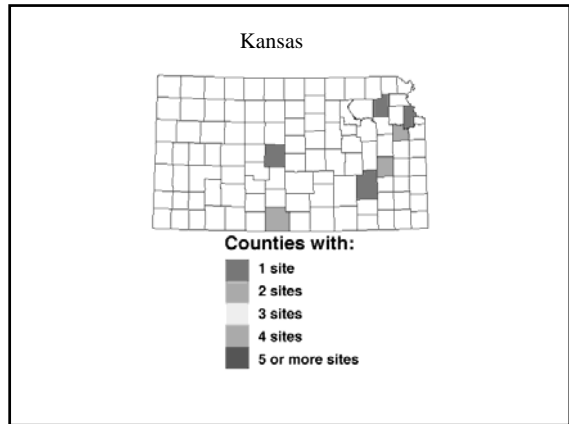 Kansas
Counties with:
1 site
2 sites
3 sites
4 sites
5 or more sites